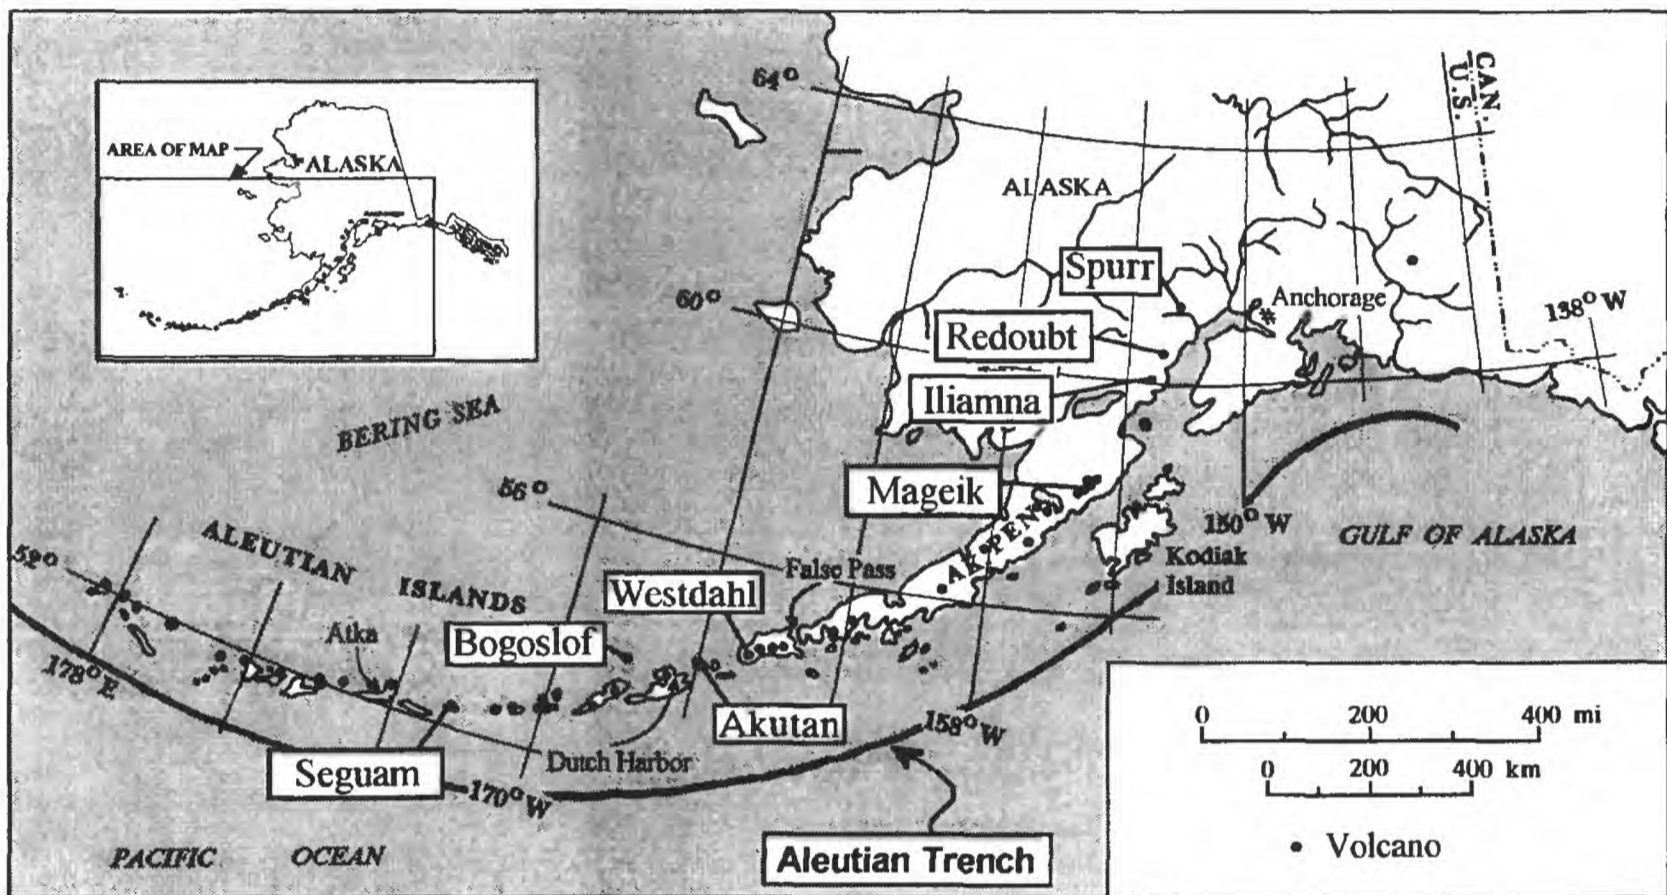 64°
CAN.
U.S.
AREA OF MAP
ALASKA
ALASKA
Spurr
60°
Anchorage
138° W
Redoubt
Iliamna
BERING SEA
56°
Mageik
150° W
GULF OF ALASKA
AK PEN
Kodiak
Island
52°
ALEUTIAN ISLANDS
False Pass
Westdahl
Atka
Bogoslof
178° E
Akutan
158° W
Dutch Harbor
Seguam
170° W
Aleutian Trench
PACIFIC OCEAN
0 200 400 mi
0 200 400 km
• Volcano